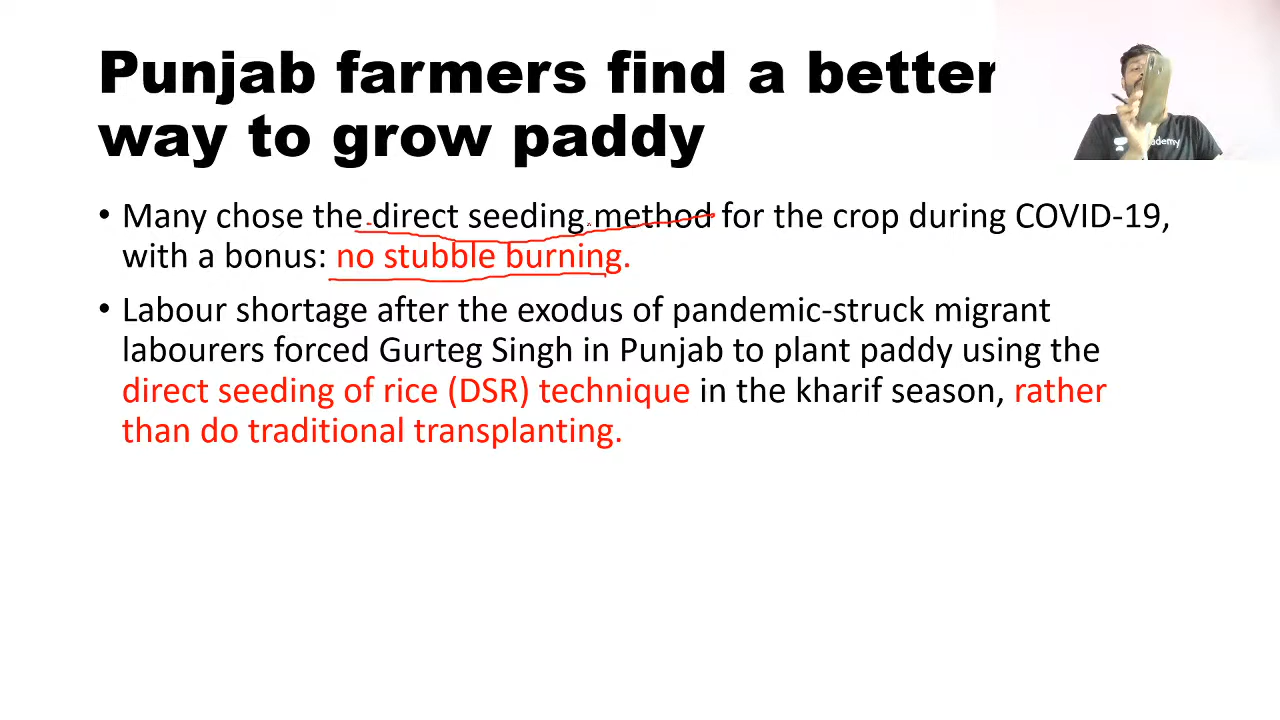 Punjab farmers find a better
way to grow paddy
• Many chose the direct seeding method for the crop during COVID-19,
with a bonus: no stubble burning.
• Labour shortage after the exodus of pandemic-struck migrant
labourers forced Gurteg Singh in Punjab to plant paddy using the
direct seeding of rice (DSR) technique in the kharif season, rather
than do traditional transplanting.